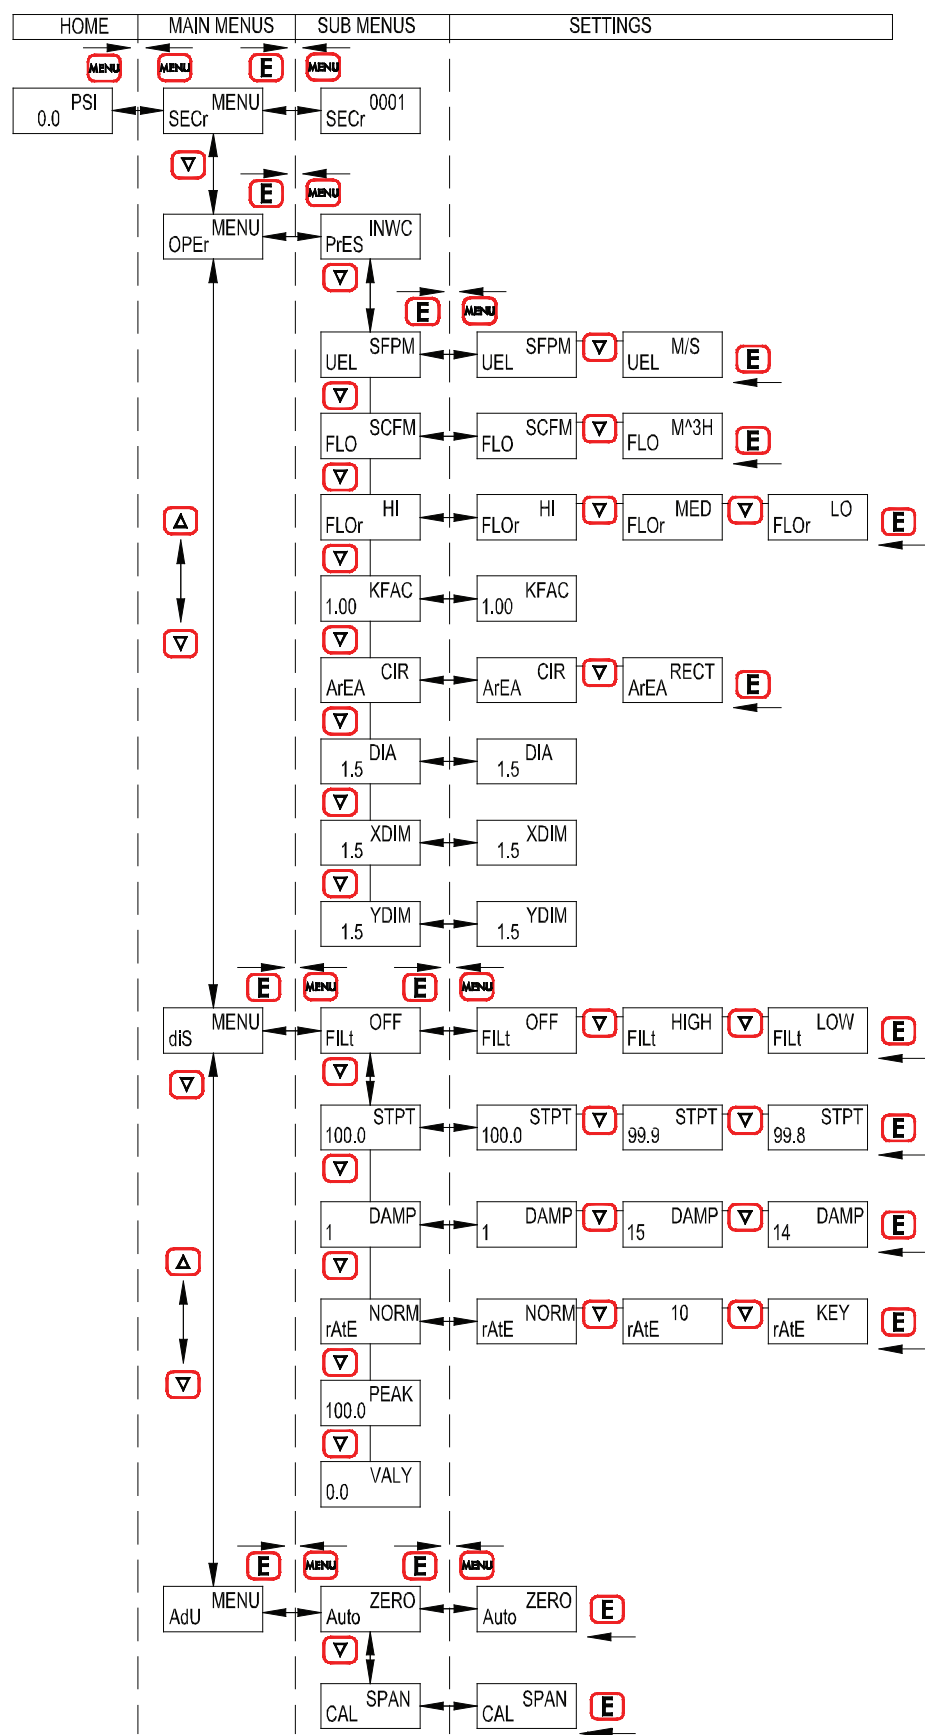 HOME MAIN MENUS SUB MENUS SETTINGS
MENU MENU E MENU
PSI MENU 0001
0.0 SECr SECr
▽ E MENU
MENU INWC
OPEr PrES
▽ E MENU
SFPM SFPM ▽ M/S E
UEL UEL UEL
▽
SCFM SCFM ▽ M^3H E
FLO FLO FLO
▽
HI HI ▽ MED ▽ LO E
FLOr FLOr FLOr FLOr
△
▽
KFAC KFAC
1.00 1.00
▽ ▽
CIR CIR ▽ RECT E
ArEA ArEA ArEA
▽
DIA DIA
1.5 1.5
▽
XDIM XDIM
1.5 1.5
▽
YDIM YDIM
1.5 1.5
E MENU E MENU
MENU OFF OFF ▽ HIGH ▽ LOW E
diS FILt FILt FILt FILt
▽ ▽
STPT STPT ▽ STPT ▽ STPT E
100.0 100.0 99.9 99.8
▽
DAMP DAMP ▽ DAMP ▽ DAMP E
1 1 15 14
△ ▽
NORM NORM ▽ 10 ▽ KEY E
rAtE rAtE rAtE rAtE
▽
▽ PEAK
100.0
▽
VALY
0.0
E MENU E MENU
MENU ZERO ZERO E
AdU Auto Auto
▽
SPAN SPAN E
CAL CAL